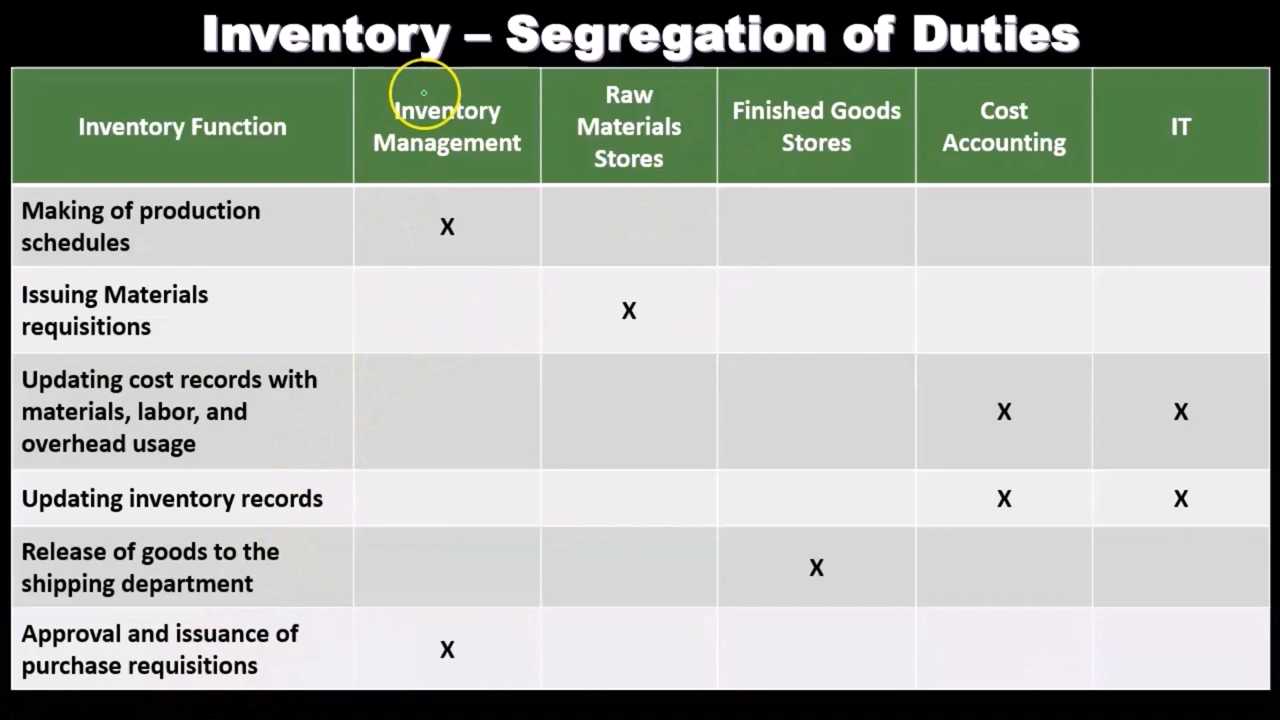 Inventory – Segregation of Duties
Inventory Function
Inventory
Management
Raw
Materials
Stores
Finished Goods
Stores
Cost
Accounting
IT
Making of production
schedules
X
Issuing Materials
requisitions
X
Updating cost records with
materials, labor, and
overhead usage
X
X
Updating inventory records
X
X
Release of goods to the
shipping department
X
Approval and issuance of
purchase requisitions
X